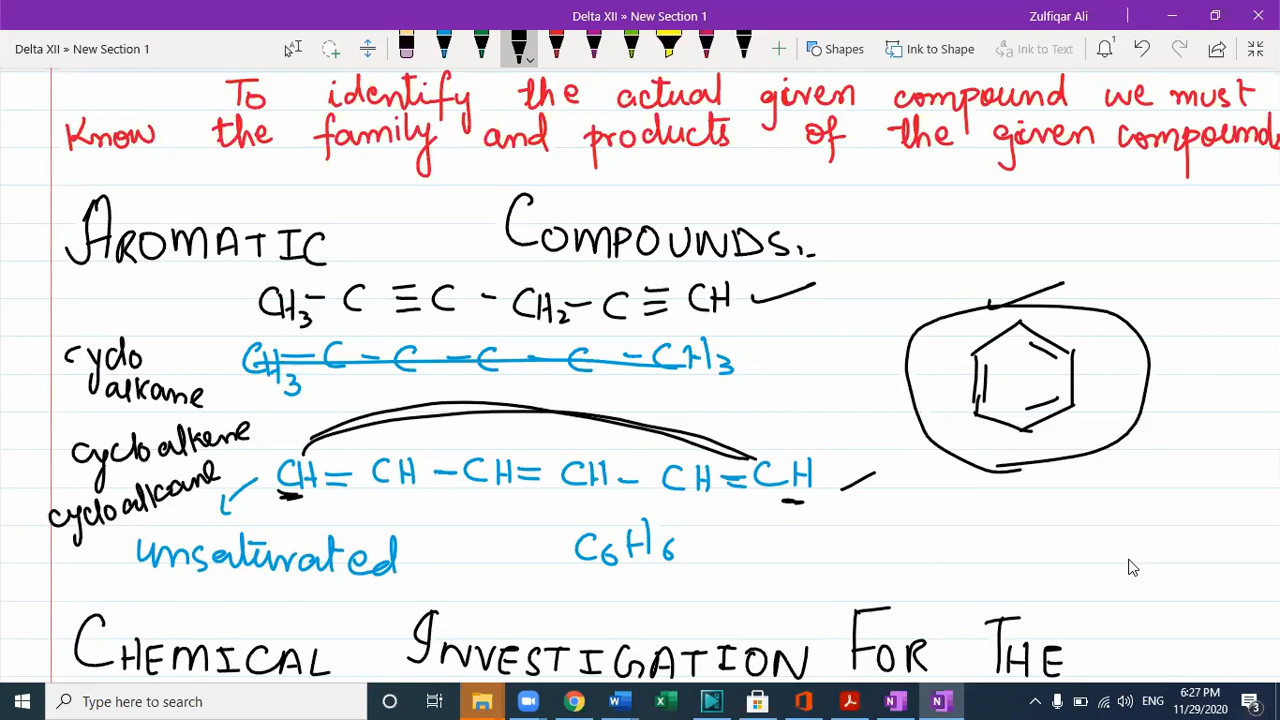 Delta XII » New Section 1
Zulfiqar Ali
Delta XII » New Section 1
Shapes
Ink to Shape
Ink to Text
To identify the actual given compound we must
Know the family and products of the given compounds
AROMATIC COMPOUNDS:.
CH₃ – C ≡ C – CH₂ – C ≡ CH
CH₃ = C – C – C – C – CH₃
cyclo
alkane
cycloalkene
CH = CH – CH = CH – CH = CH
unsaturated
C₆H₆
CHEMICAL INVESTIGATION FOR THE
Type here to search
ENG
6:27 PM
11/29/2020
3